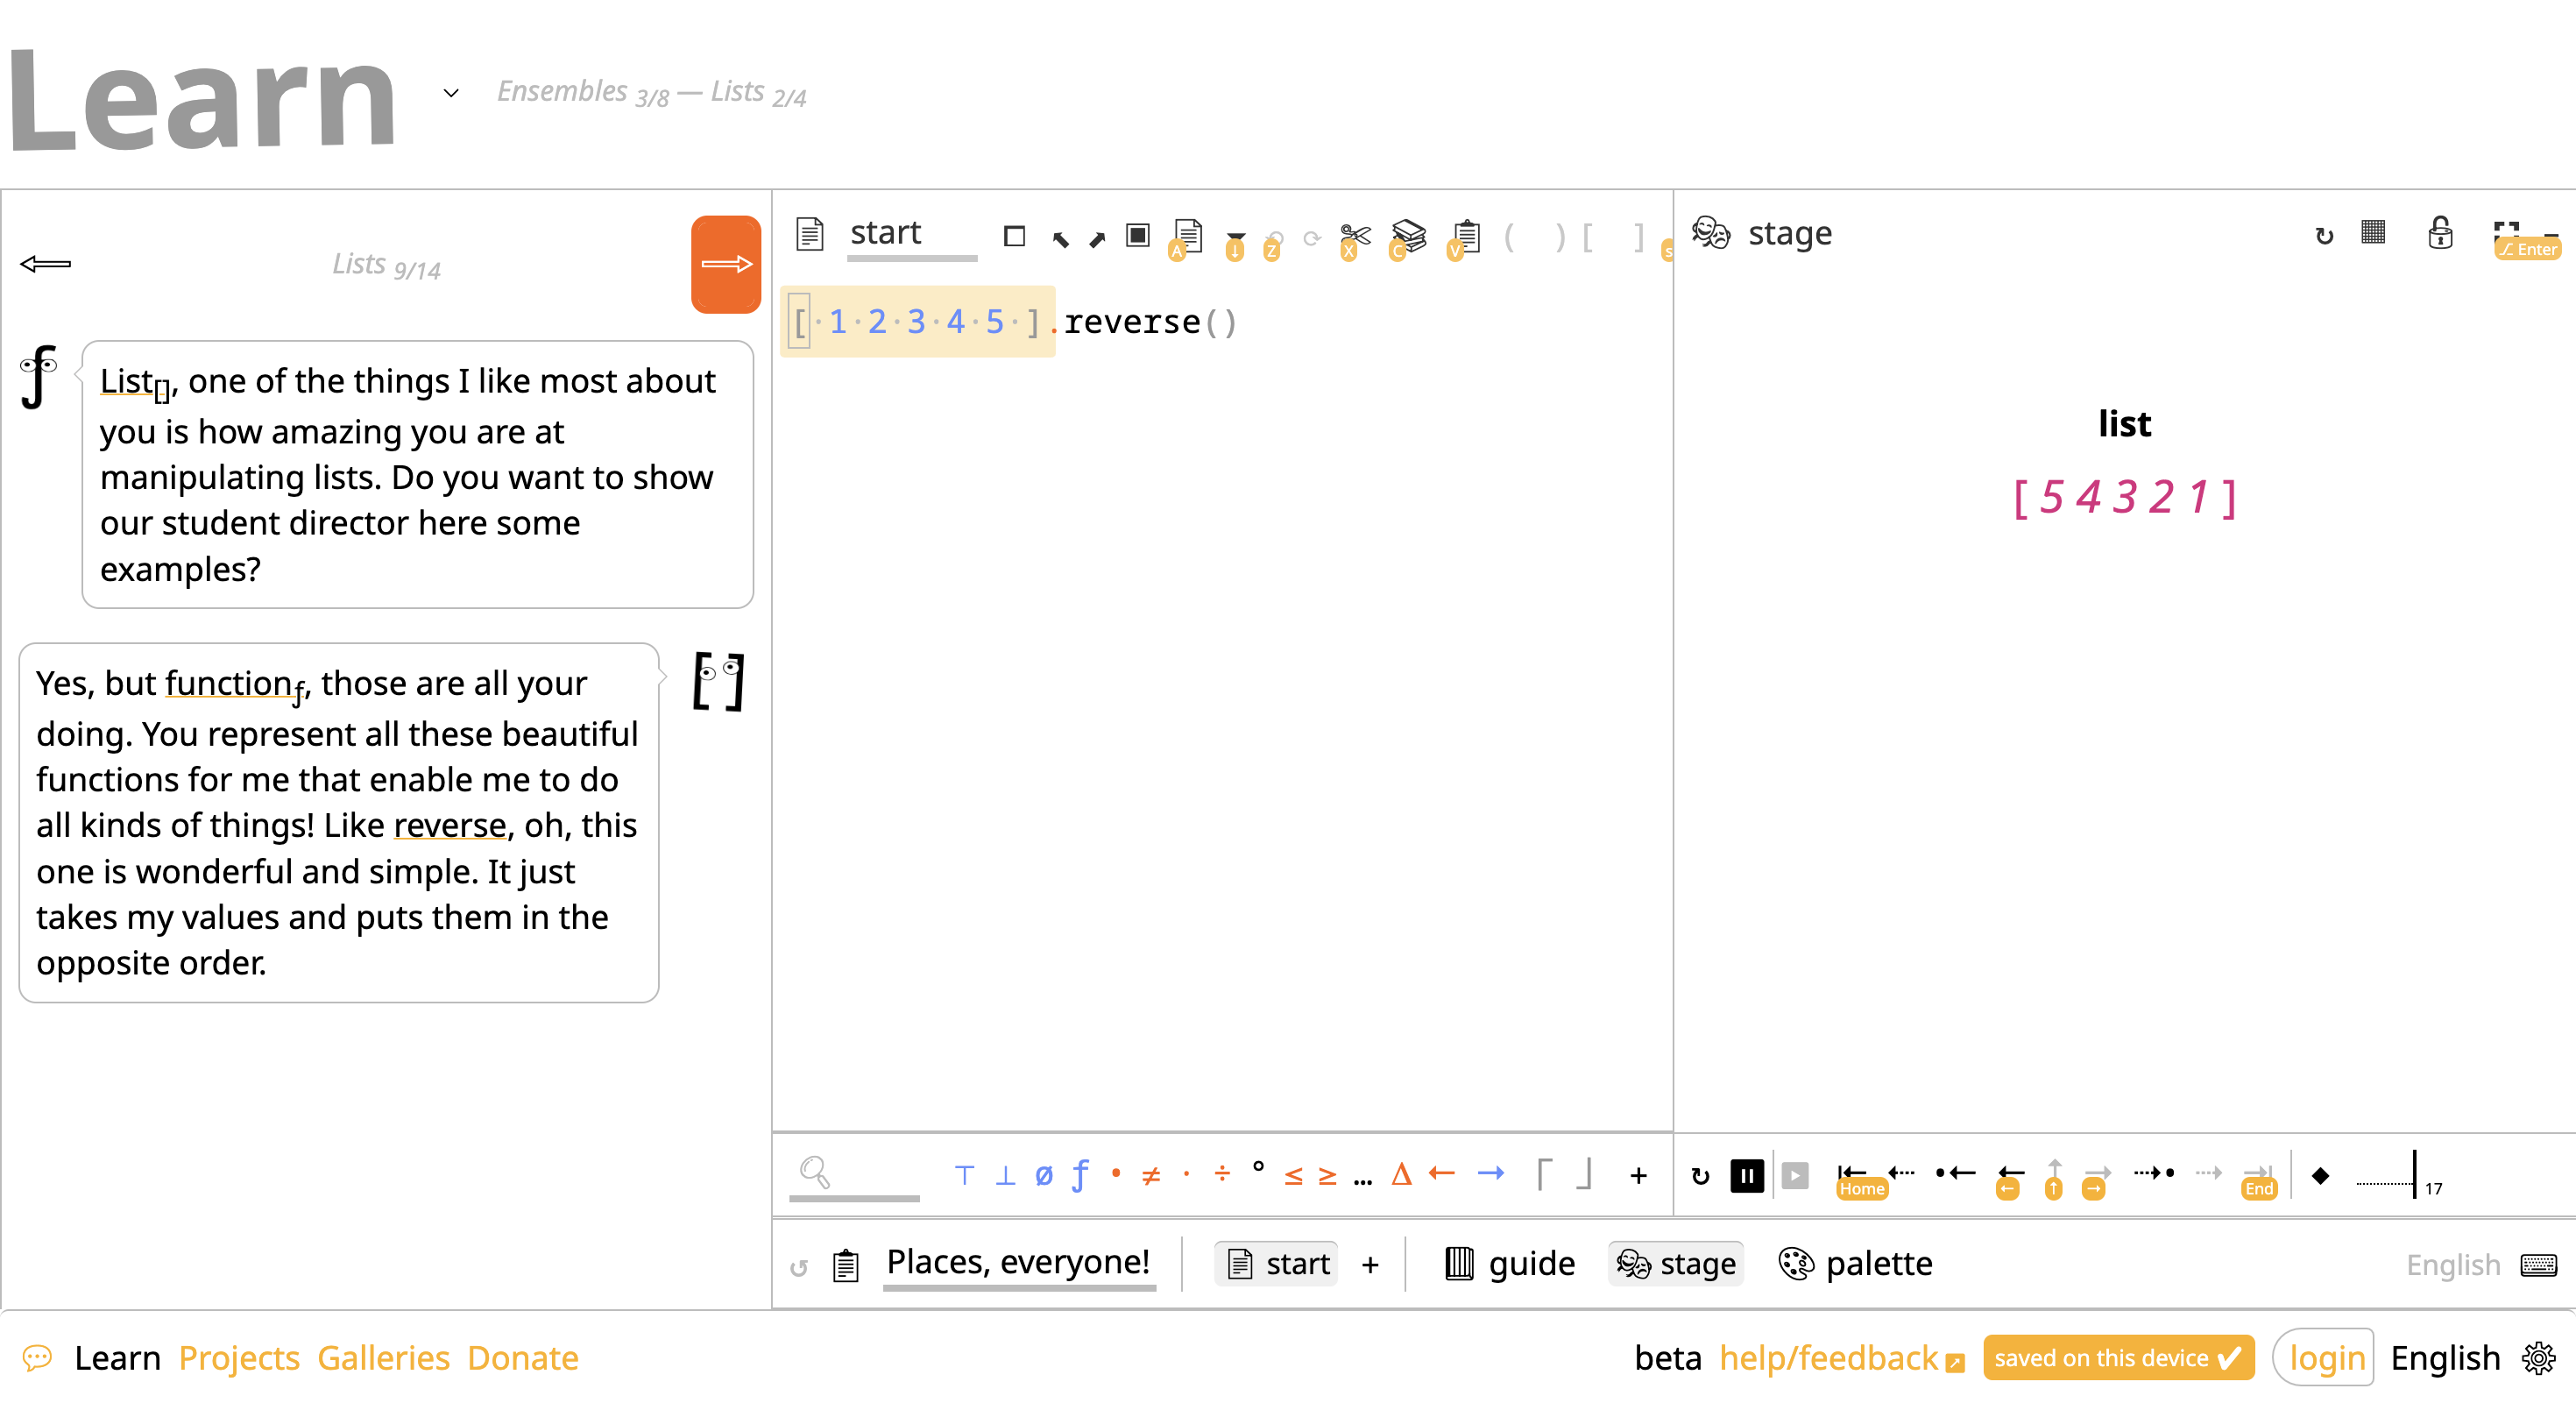 Learn
Ensembles 3/8 — Lists 2/4
Lists 9/14
List[], one of the things I like most about
you is how amazing you are at
manipulating lists. Do you want to show
our student director here some
examples?
Yes, but functionƒ, those are all your
doing. You represent all these beautiful
functions for me that enable me to do
all kinds of things! Like reverse, oh, this
one is wonderful and simple. It just
takes my values and puts them in the
opposite order.
start
A ↓ Z X C V ( ) [ ] s
[·1·2·3·4·5·].reverse()
stage
⌥ Enter
list
[ 5 4 3 2 1 ]
⊤ ⊥ ø ƒ • ≠ · ÷ ° ≤ ≥ … ∆ ← → ⎡ ⎦ +
↻ Home ← ↑ → End ◆ 17
Places, everyone! start + guide stage palette English
Learn Projects Galleries Donate beta help/feedback saved on this device ✔ login English